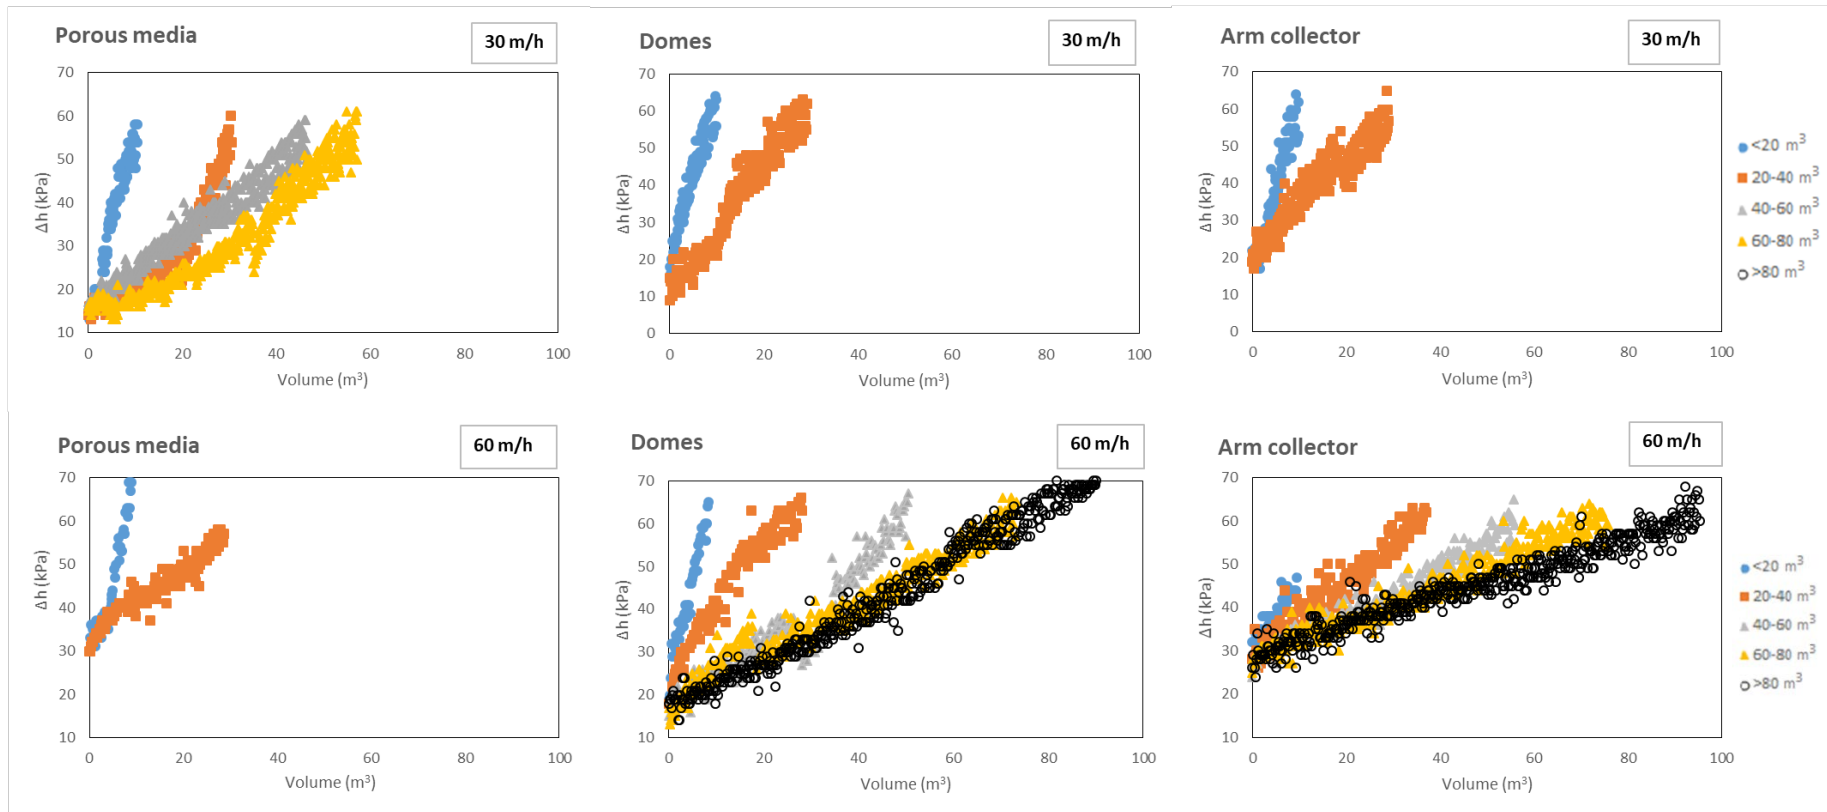 Porous media
30 m/h
Domes
30 m/h
Arm collector
30 m/h
70
60
50
40
30
20
10
Δh (kPa)
0
20
40
60
80
100
Volume (m³)
70
60
50
40
30
20
10
0
Δh (kPa)
0
20
40
60
80
100
Volume (m³)
70
60
50
40
30
20
10
0
Δh (kPa)
0
20
40
60
80
100
Volume (m³)
<20 m³
20-40 m³
40-60 m³
60-80 m³
>80 m³
Porous media
60 m/h
Domes
60 m/h
Arm collector
60 m/h
70
60
50
40
30
20
10
Δh (kPa)
0
20
40
60
80
100
Volume (m³)
70
60
50
40
30
20
10
Δh (kPa)
0
20
40
60
80
100
Volume (m³)
70
60
50
40
30
20
10
Δh (kPa)
0
20
40
60
80
100
Volume (m³)
<20 m³
20-40 m³
40-60 m³
60-80 m³
>80 m³